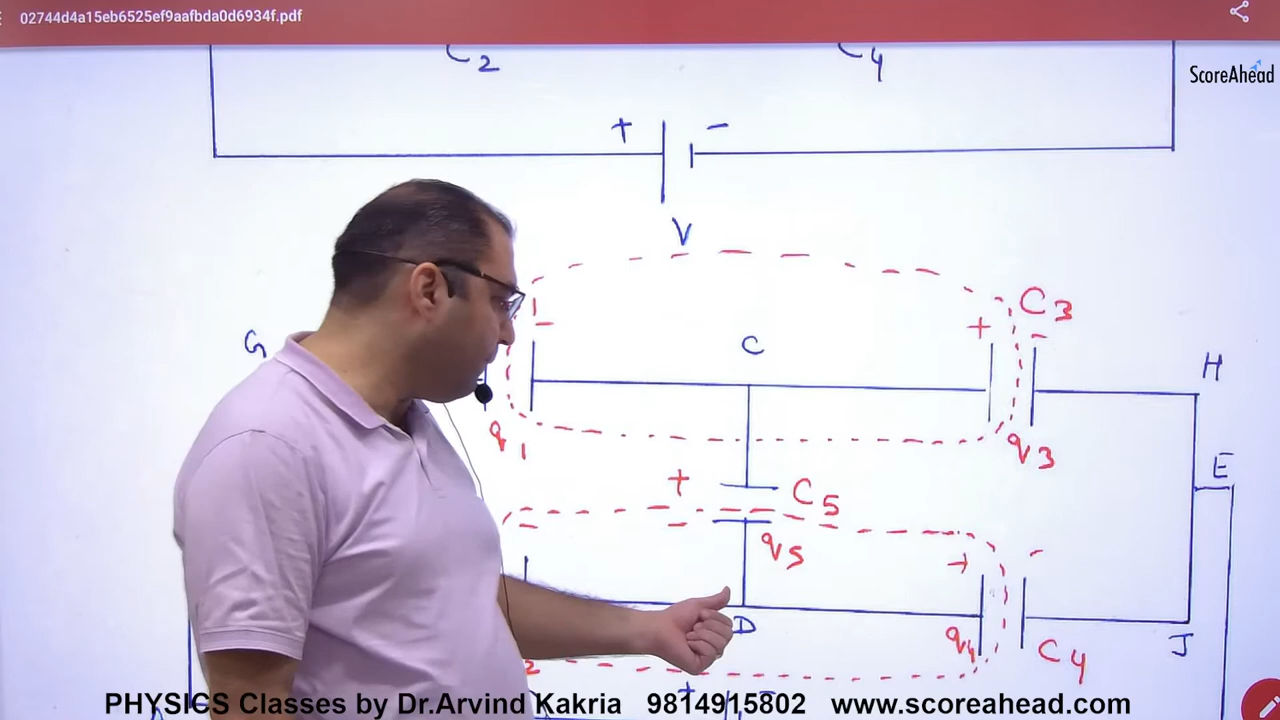 02744d4a15eb6525ef9aafbda0d6934f.pdf
C2 C4
ScoreAhead
+ -
V
C3
- + -
G C H
q1 q3 E
+ C5
- - q5
+ -
D
q4 C4 J
2
+ -
PHYSICS Classes by Dr.Arvind Kakria 9814915802 www.scoreahead.com